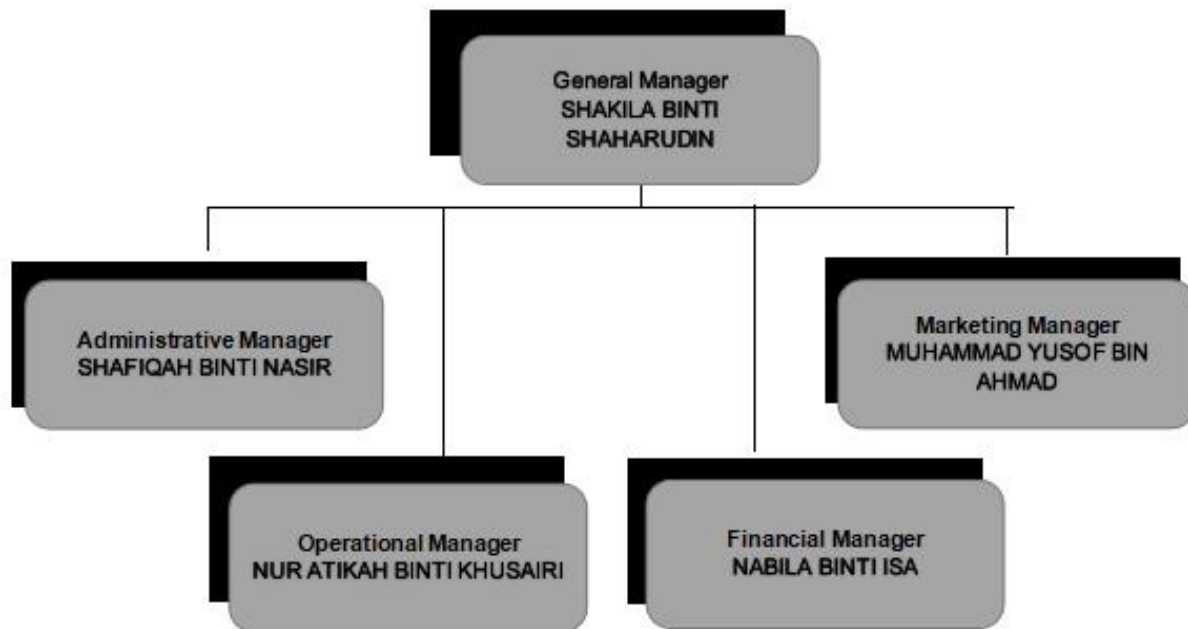 General Manager
SHAKILA BINTI
SHAHARUDIN
Administrative Manager
SHAFIQAH BINTI NASIR
Marketing Manager
MUHAMMAD YUSOF BIN
AHMAD
Operational Manager
NUR ATIKAH BINTI KHUSAIRI
Financial Manager
NABILA BINTI ISA